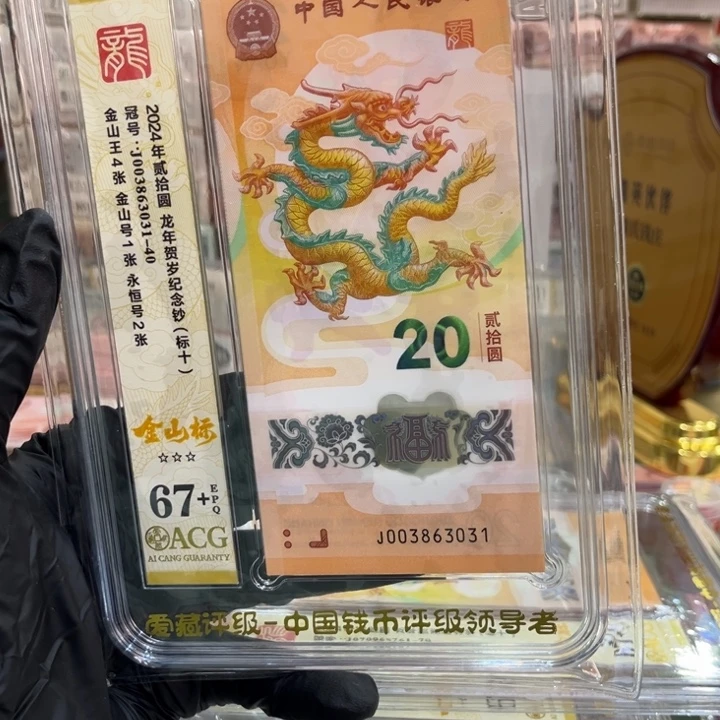 中国人民银
龍
龍
2024年贰拾圆 龙年贺岁纪念钞(标十)
冠号:J003863031-40
金山王4张 金山号1张 永恒号2张
金山标
☆☆☆
67+EPQ
ACG
AI CANG GUARANTY
20
贰拾圆
福
J003863031
爱藏评级-中国钱币评级领导者